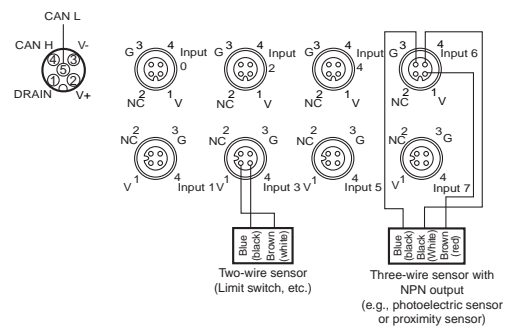 CAN L
CAN H
V-
4
3
5
1
2
DRAIN
V+
G 3 4 Input 0
2 NC 1 V
G 3 4 Input 2
2 NC 1 V
G 3 4 Input 4
2 NC 1 V
G 3 4 Input 6
2 NC 1 V
NC 2 3 G
V 1 4 Input 1
NC 2 3 G
V 1 4 Input 3
NC 2 3 G
V 1 4 Input 5
NC 2 3 G
V 1 4 Input 7
Blue
(black)
Brown
(white)
Two-wire sensor
(Limit switch, etc.)
Blue
(black)
Black
(White)
Brown
(red)
Three-wire sensor with
NPN output
(e.g., photoelectric sensor
or proximity sensor)